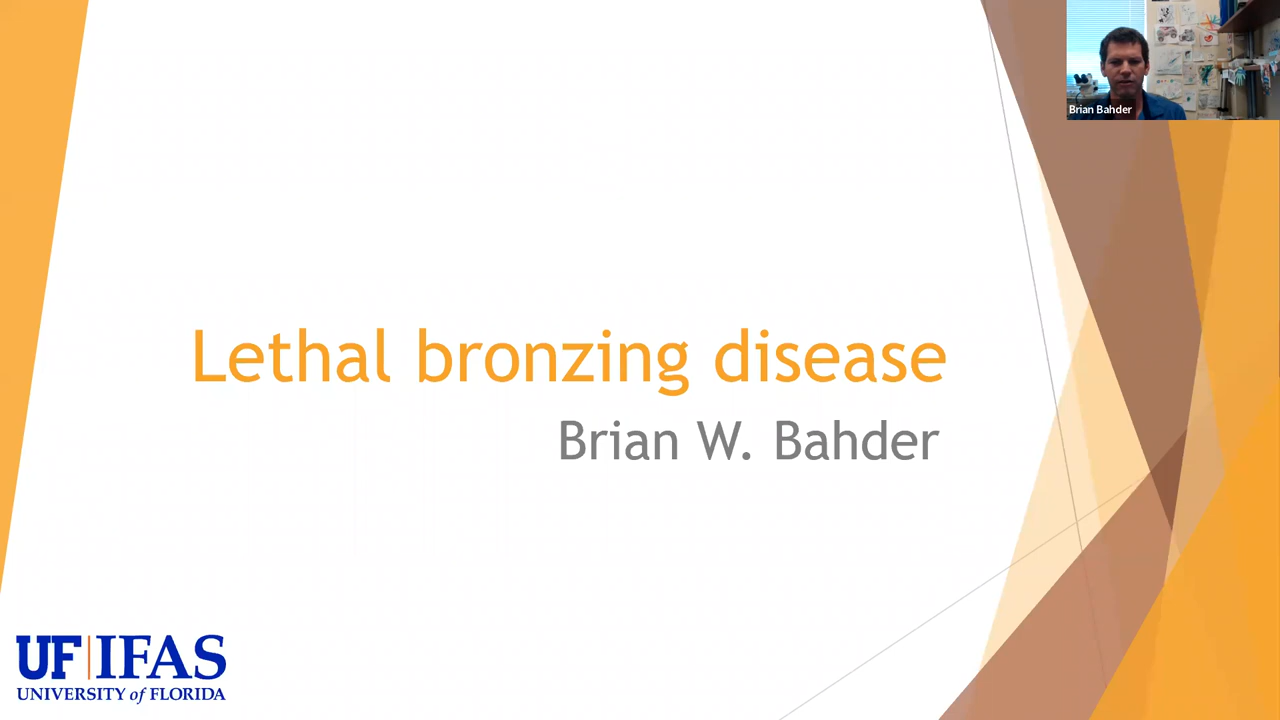 Brian Bahder
Lethal bronzing disease
Brian W. Bahder
UF|IFAS
UNIVERSITY of FLORIDA